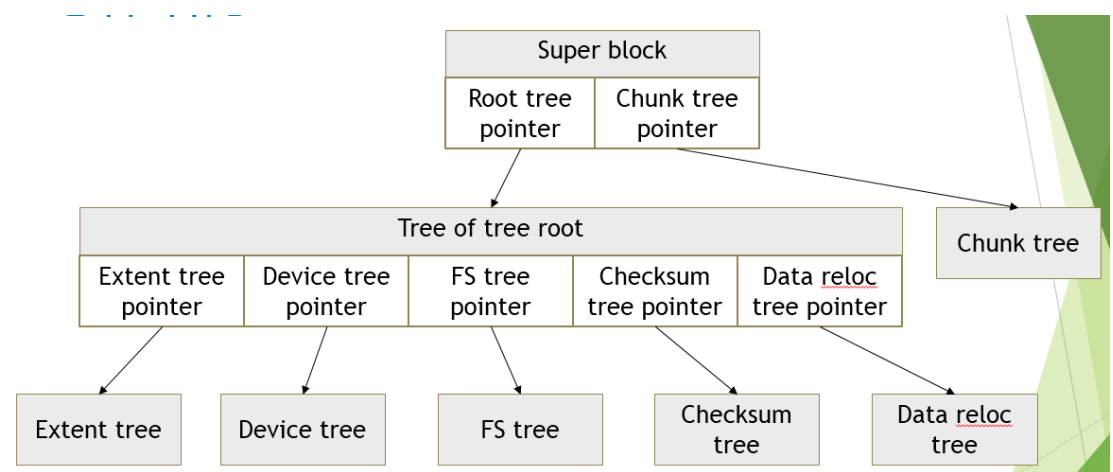 Super block
Root tree
pointer
Chunk tree
pointer
Tree of tree root
Chunk tree
Extent tree
pointer
Device tree
pointer
FS tree
pointer
Checksum
tree pointer
Data reloc
tree pointer
Extent tree
Device tree
FS tree
Checksum
tree
Data reloc
tree